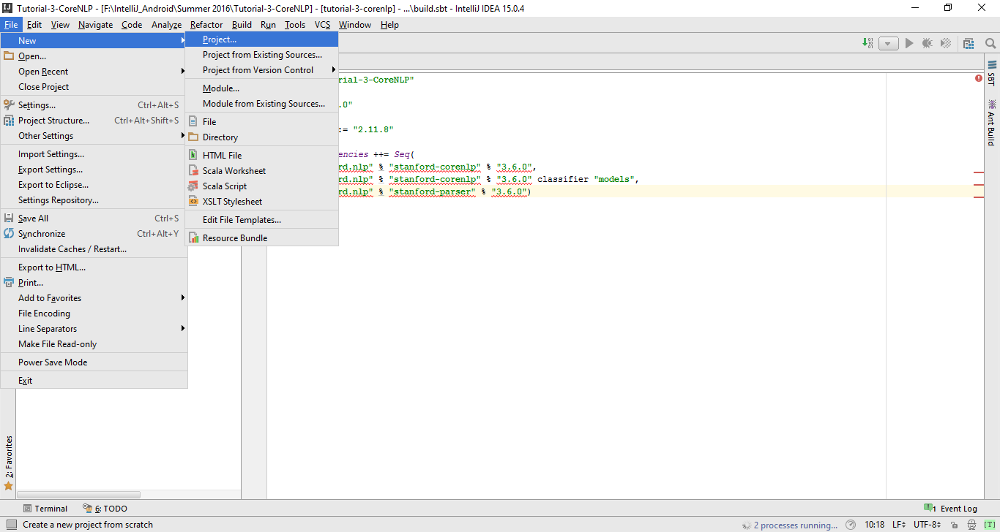 Tutorial-3-CoreNLP - [F:\IntelliJ_Android\Summer 2016\Tutorial-3-CoreNLP] - [tutorial-3-corenlp] - ...\build.sbt - IntelliJ IDEA 15.0.4
File Edit View Navigate Code Analyze Refactor Build Run Tools VCS Window Help
New
Open...
Open Recent
Close Project
Settings... Ctrl+Alt+S
Project Structure... Ctrl+Alt+Shift+S
Other Settings
Import Settings...
Export Settings...
Export to Eclipse...
Settings Repository...
Save All Ctrl+S
Synchronize Ctrl+Alt+Y
Invalidate Caches / Restart...
Export to HTML...
Print...
Add to Favorites
File Encoding
Line Separators
Make File Read-only
Power Save Mode
Exit
Project...
Project from Existing Sources...
Project from Version Control
Module...
Module from Existing Sources...
File
Directory
HTML File
Scala Worksheet
Scala Script
XSLT Stylesheet
Edit File Templates...
Resource Bundle
rial-3-CoreNLP"
.0"
:= "2.11.8"
encies ++= Seq(
rd.nlp" % "stanford-corenlp" % "3.6.0",
rd.nlp" % "stanford-corenlp" % "3.6.0" classifier "models",
rd.nlp" % "stanford-parser" % "3.6.0")
SBT
Ant Build
2: Favorites
Terminal 6: TODO 1 Event Log
Create a new project from scratch 2 processes running... 10:18 LF UTF-8 [T]